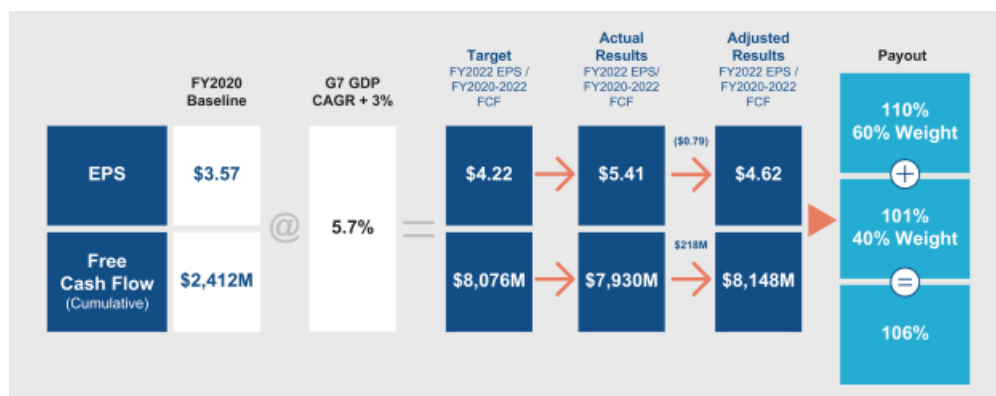 FY2020
Baseline
G7 GDP
CAGR + 3%
Target
FY2022 EPS /
FY2020-2022
FCF
Actual
Results
FY2022 EPS/
FY2020-2022
FCF
Adjusted
Results
FY2022 EPS /
FY2020-2022
FCF
Payout
EPS
$3.57
@
5.7%
=
$4.22
$5.41
($0.79)
$4.62
110%
60% Weight
+
Free
Cash Flow
(Cumulative)
$2,412M
$8,076M
$7,930M
$218M
$8,148M
101%
40% Weight
=
106%